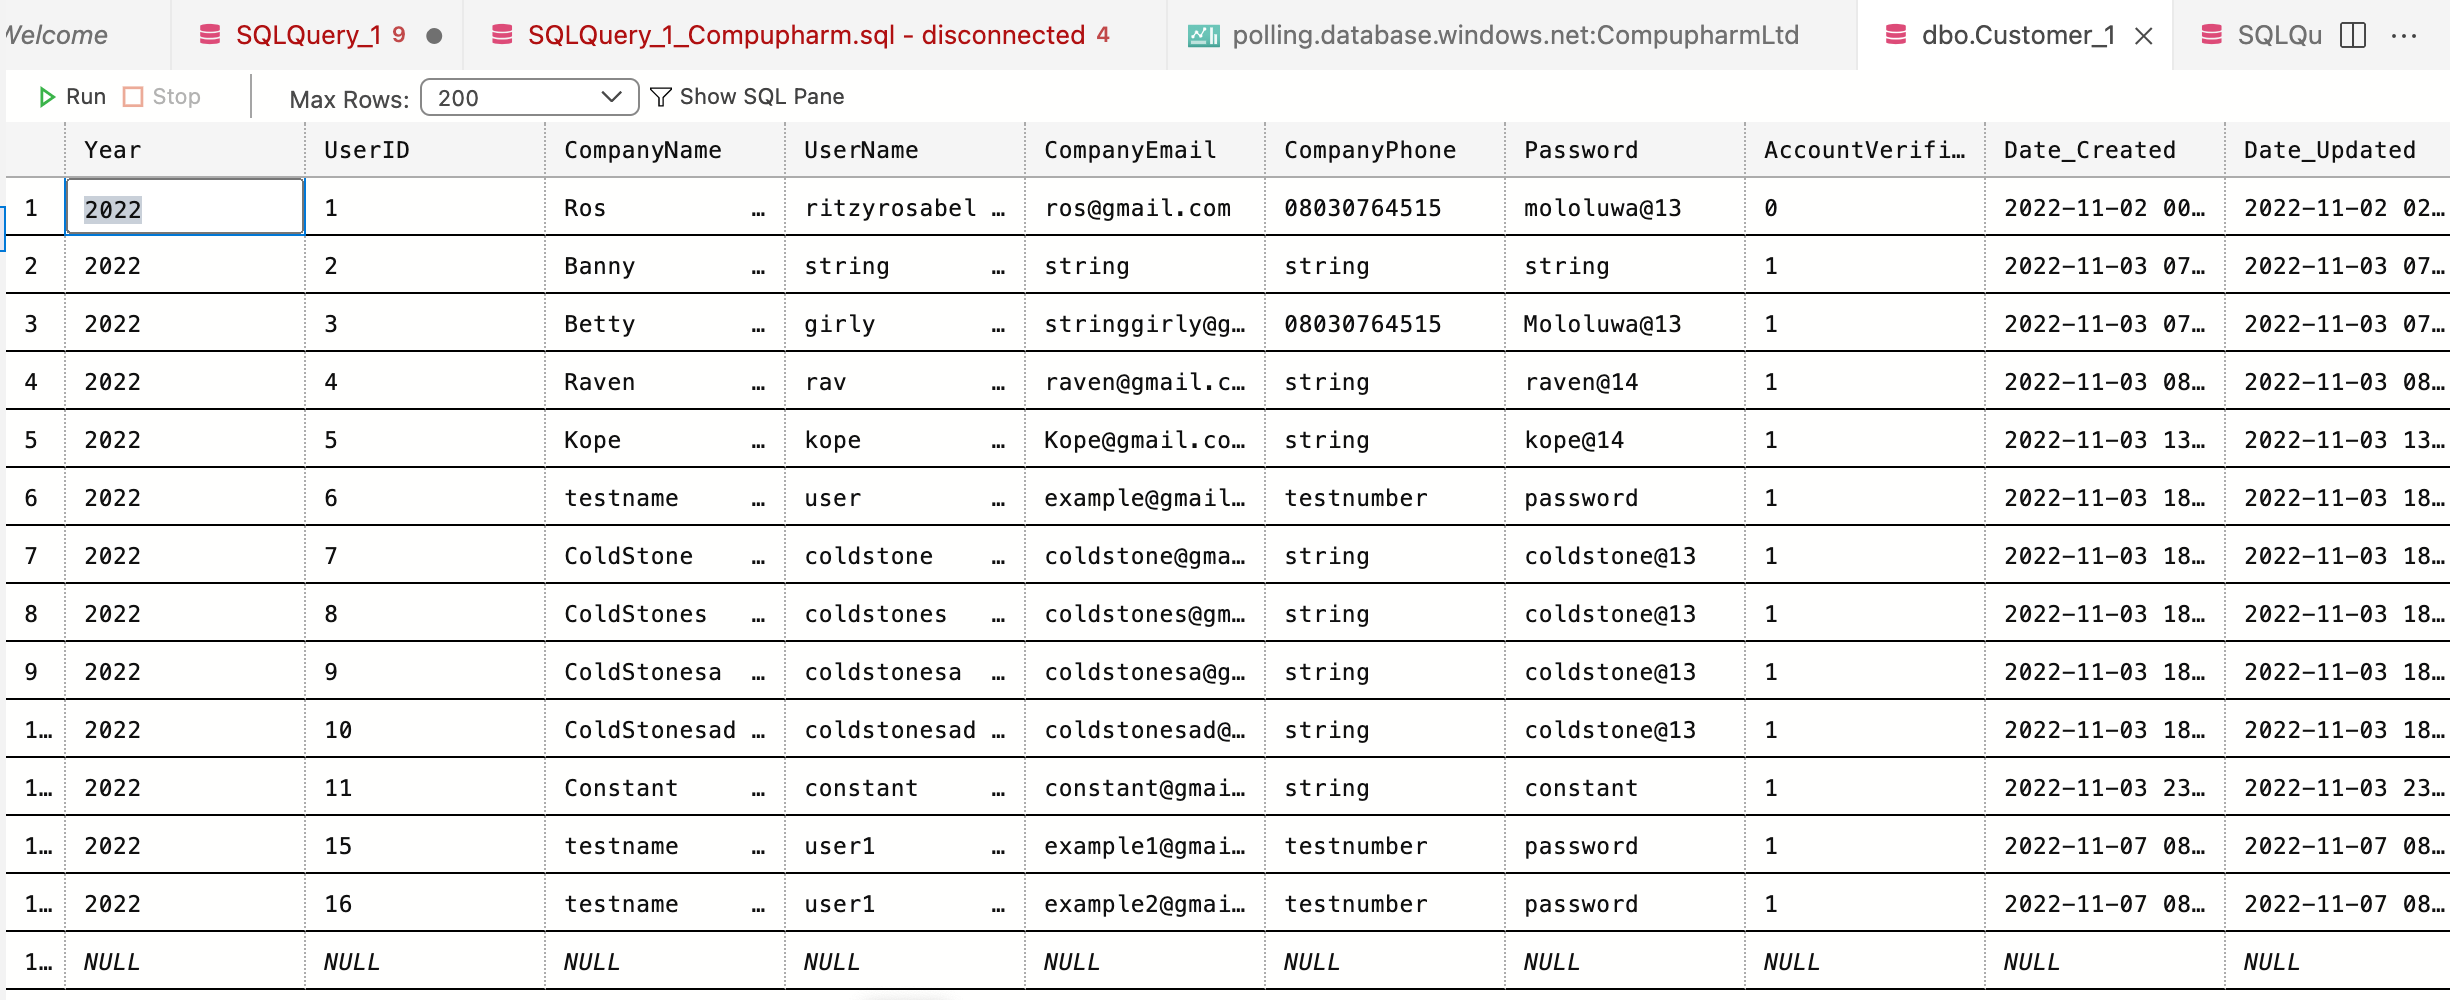 Welcome SQLQuery_1 9 SQLQuery_1_Compupharm.sql - disconnected 4 polling.database.windows.net:CompupharmLtd dbo.Customer_1 SQLQu ...
Run Stop Max Rows: 200 Show SQL Pane
Year UserID CompanyName UserName CompanyEmail CompanyPhone Password AccountVerifi… Date_Created Date_Updated
1 2022 1 Ros … ritzyrosabel … ros@gmail.com 08030764515 mololuwa@13 0 2022-11-02 00… 2022-11-02 02…
2 2022 2 Banny … string … string string string 1 2022-11-03 07… 2022-11-03 07…
3 2022 3 Betty … girly … stringgirly@g… 08030764515 Mololuwa@13 1 2022-11-03 07… 2022-11-03 07…
4 2022 4 Raven … rav … raven@gmail.c… string raven@14 1 2022-11-03 08… 2022-11-03 08…
5 2022 5 Kope … kope … Kope@gmail.co… string kope@14 1 2022-11-03 13… 2022-11-03 13…
6 2022 6 testname … user … example@gmail… testnumber password 1 2022-11-03 18… 2022-11-03 18…
7 2022 7 ColdStone … coldstone … coldstone@gma… string coldstone@13 1 2022-11-03 18… 2022-11-03 18…
8 2022 8 ColdStones … coldstones … coldstones@gm… string coldstone@13 1 2022-11-03 18… 2022-11-03 18…
9 2022 9 ColdStonesa … coldstonesa … coldstonesa@g… string coldstone@13 1 2022-11-03 18… 2022-11-03 18…
1… 2022 10 ColdStonesad … coldstonesad … coldstonesad@… string coldstone@13 1 2022-11-03 18… 2022-11-03 18…
1… 2022 11 Constant … constant … constant@gmai… string constant 1 2022-11-03 23… 2022-11-03 23…
1… 2022 15 testname … user1 … example1@gmai… testnumber password 1 2022-11-07 08… 2022-11-07 08…
1… 2022 16 testname … user1 … example2@gmai… testnumber password 1 2022-11-07 08… 2022-11-07 08…
1… NULL NULL NULL NULL NULL NULL NULL NULL NULL NULL